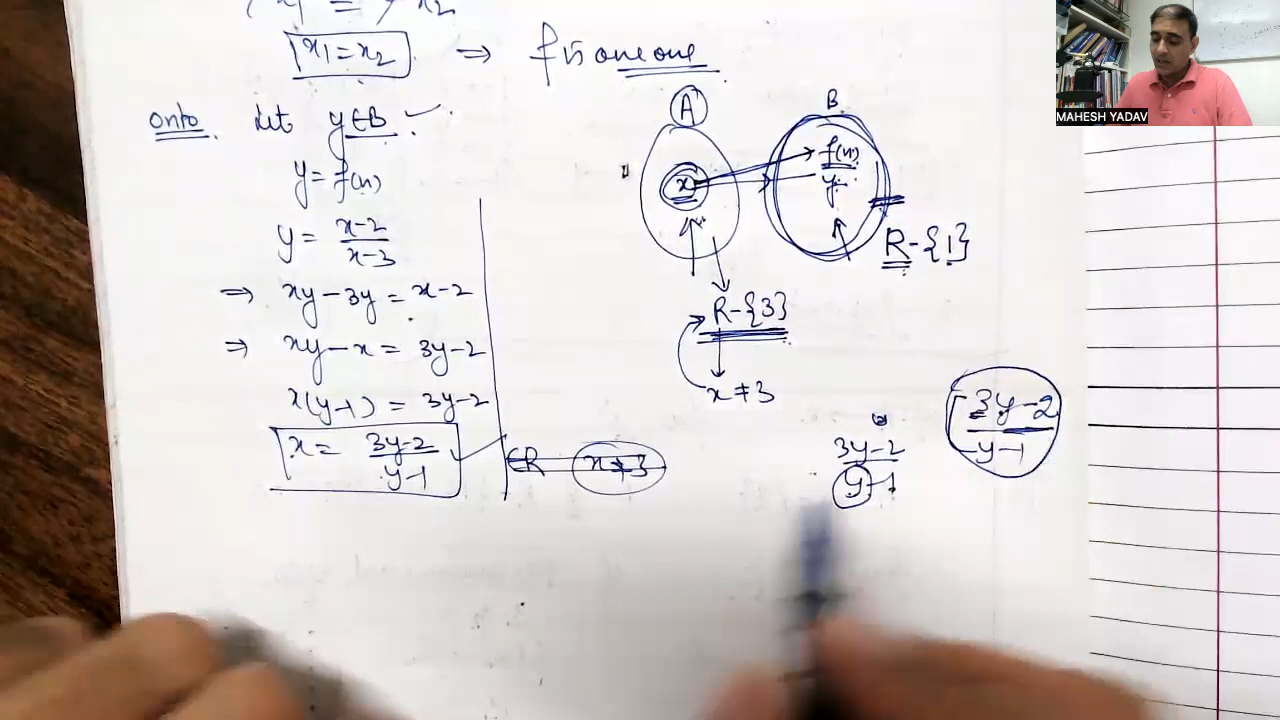 x1 = x2 ⇒ f is one one
onto Let y∈B ✓
y = f(x)
y = x-2 / x-3
⇒ xy - 3y = x - 2
⇒ xy - x = 3y - 2
x(y-1) = 3y - 2
x = 3y-2 / y-1 ∈R x≠3
A
B
x
f(x)
y
R-{1}
R-{3}
x≠3
3y-2 / y-1
3y-2 / y-1
MAHESH YADAV